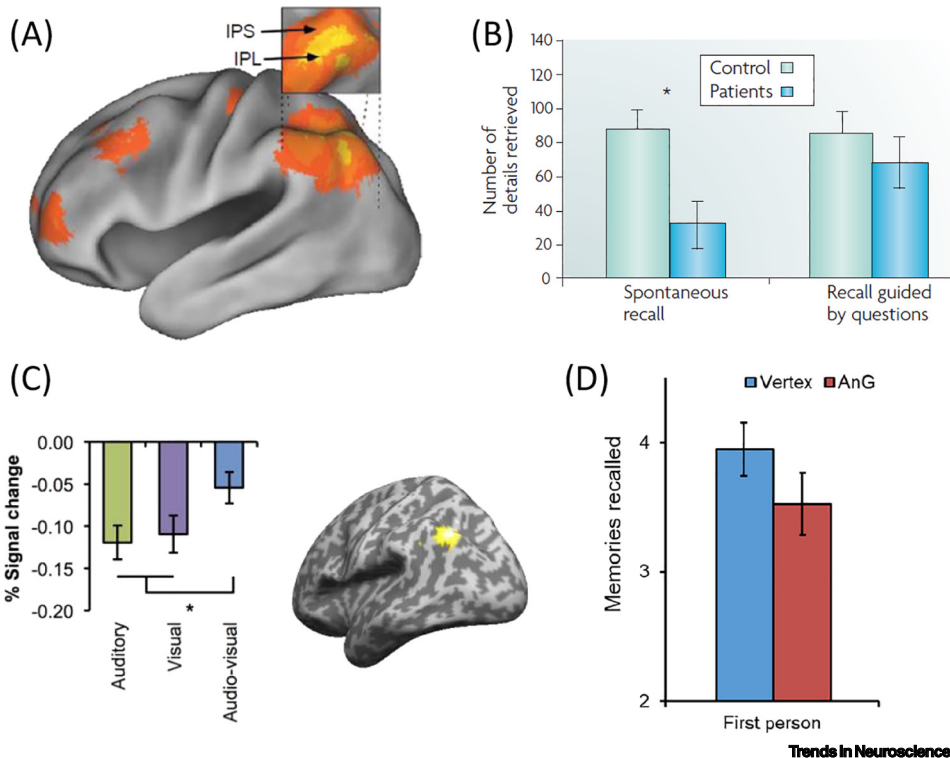 (A)
IPS
IPL
(B)
140
120
100
80
60
40
20
0
Number of
details retrieved
Control
Patients
*
Spontaneous
recall
Recall guided
by questions
(C)
0.00
-0.05
-0.10
-0.15
-0.20
% Signal change
*
Auditory
Visual
Audio-visual
(D)
Vertex
AnG
4
3
2
Memories recalled
First person
Trends in Neuroscience